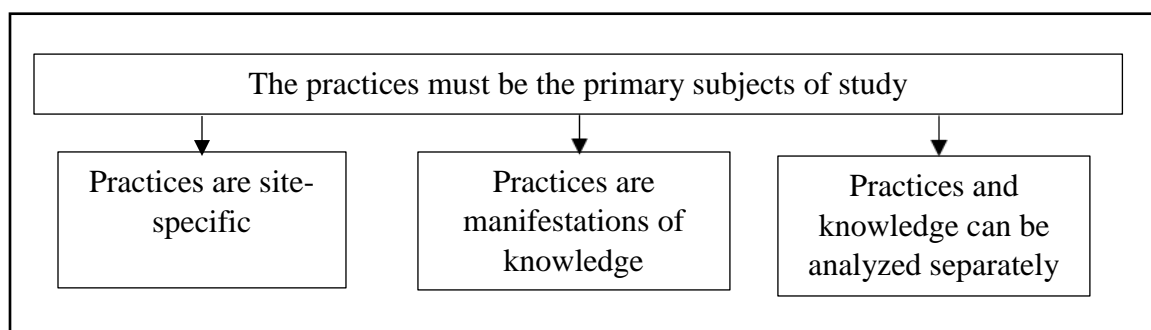 The practices must be the primary subjects of study
Practices are site-
specific
Practices are
manifestations of
knowledge
Practices and
knowledge can be
analyzed separately